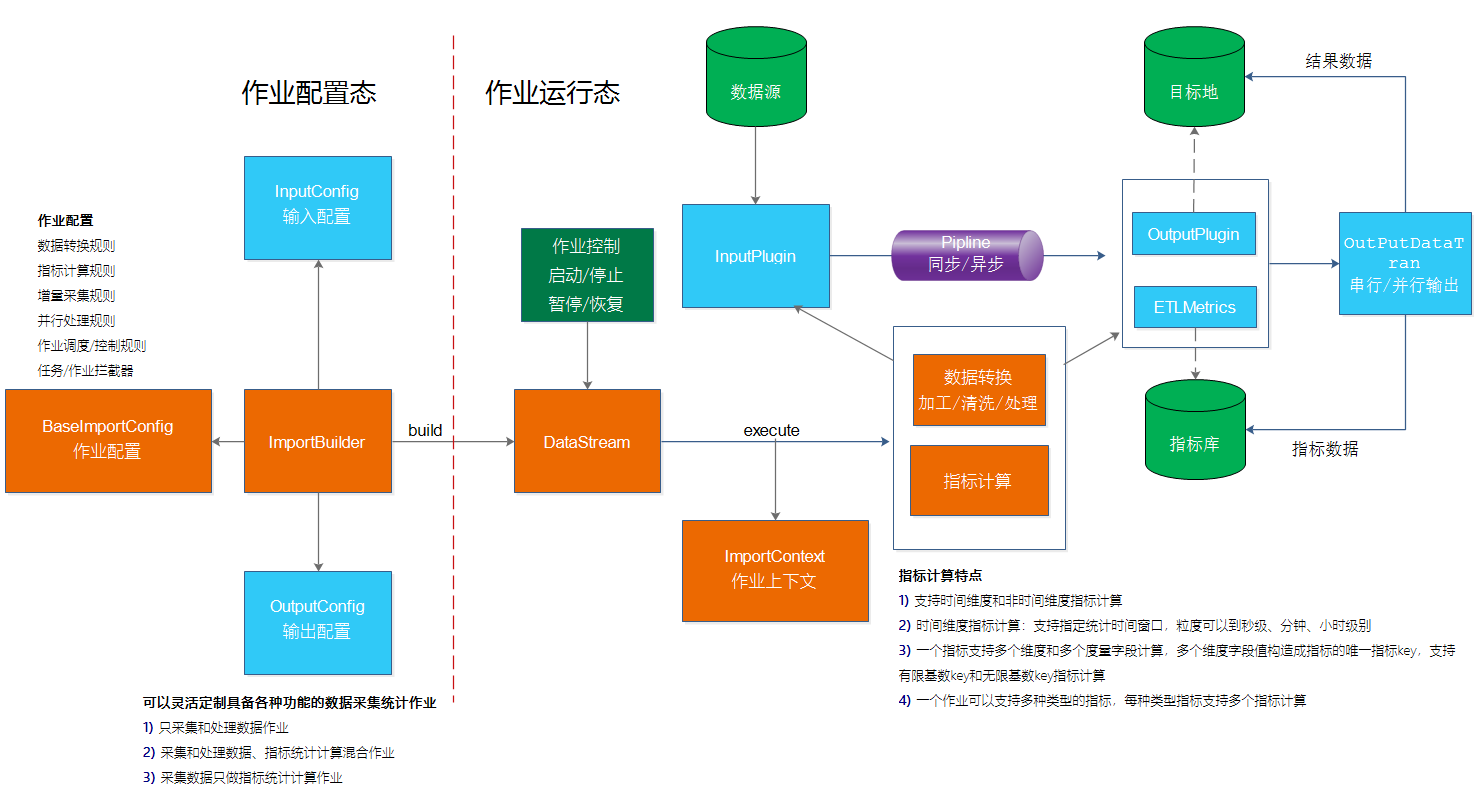 作业配置态
作业运行态
数据源
目标地
结果数据
InputConfig
输入配置
作业配置
数据转换规则
指标计算规则
增量采集规则
并行处理规则
作业调度/控制规则
任务/作业拦截器
作业控制
启动/停止
暂停/恢复
InputPlugin
Pipline
同步/异步
OutputPlugin
ETLMetrics
OutPutDataT
ran
串行/并行输出
BaseImportConfig
作业配置
ImportBuilder
build
DataStream
execute
数据转换
加工/清洗/处理
指标计算
指标库
指标数据
ImportContext
作业上下文
OutputConfig
输出配置
可以灵活定制具备各种功能的数据采集统计作业
1) 只采集和处理数据作业
2) 采集和处理数据、指标统计计算混合作业
3) 采集数据只做指标统计计算作业
指标计算特点
1) 支持时间维度和非时间维度指标计算
2) 时间维度指标计算：支持指定统计时间窗口，粒度可以到秒级、分钟、小时级别
3) 一个指标支持多个维度和多个度量字段计算，多个维度字段值构造成指标的唯一指标key，支持
有限基数key和无限基数key指标计算
4) 一个作业可以支持多种类型的指标，每种类型指标支持多个指标计算